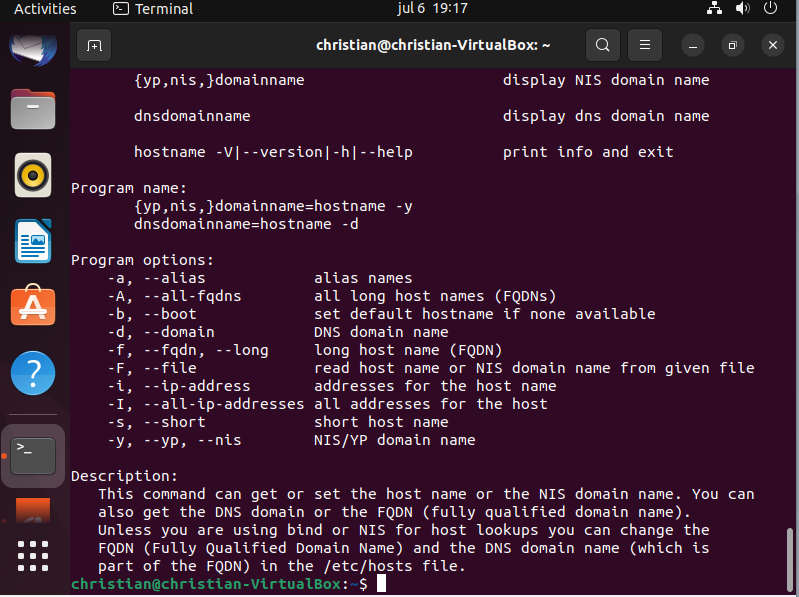 Activities Terminal jul 6 19:17
christian@christian-VirtualBox: ~
{yp,nis,}domainname display NIS domain name
dnsdomainname display dns domain name
hostname -V|--version|-h|--help print info and exit
Program name:
{yp,nis,}domainname=hostname -y
dnsdomainname=hostname -d
Program options:
-a, --alias alias names
-A, --all-fqdns all long host names (FQDNs)
-b, --boot set default hostname if none available
-d, --domain DNS domain name
-f, --fqdn, --long long host name (FQDN)
-F, --file read host name or NIS domain name from given file
-i, --ip-address addresses for the host name
-I, --all-ip-addresses all addresses for the host
-s, --short short host name
-y, --yp, --nis NIS/YP domain name
Description:
This command can get or set the host name or the NIS domain name. You can
also get the DNS domain or the FQDN (fully qualified domain name).
Unless you are using bind or NIS for host lookups you can change the
FQDN (Fully Qualified Domain Name) and the DNS domain name (which is
part of the FQDN) in the /etc/hosts file.
christian@christian-VirtualBox:~$